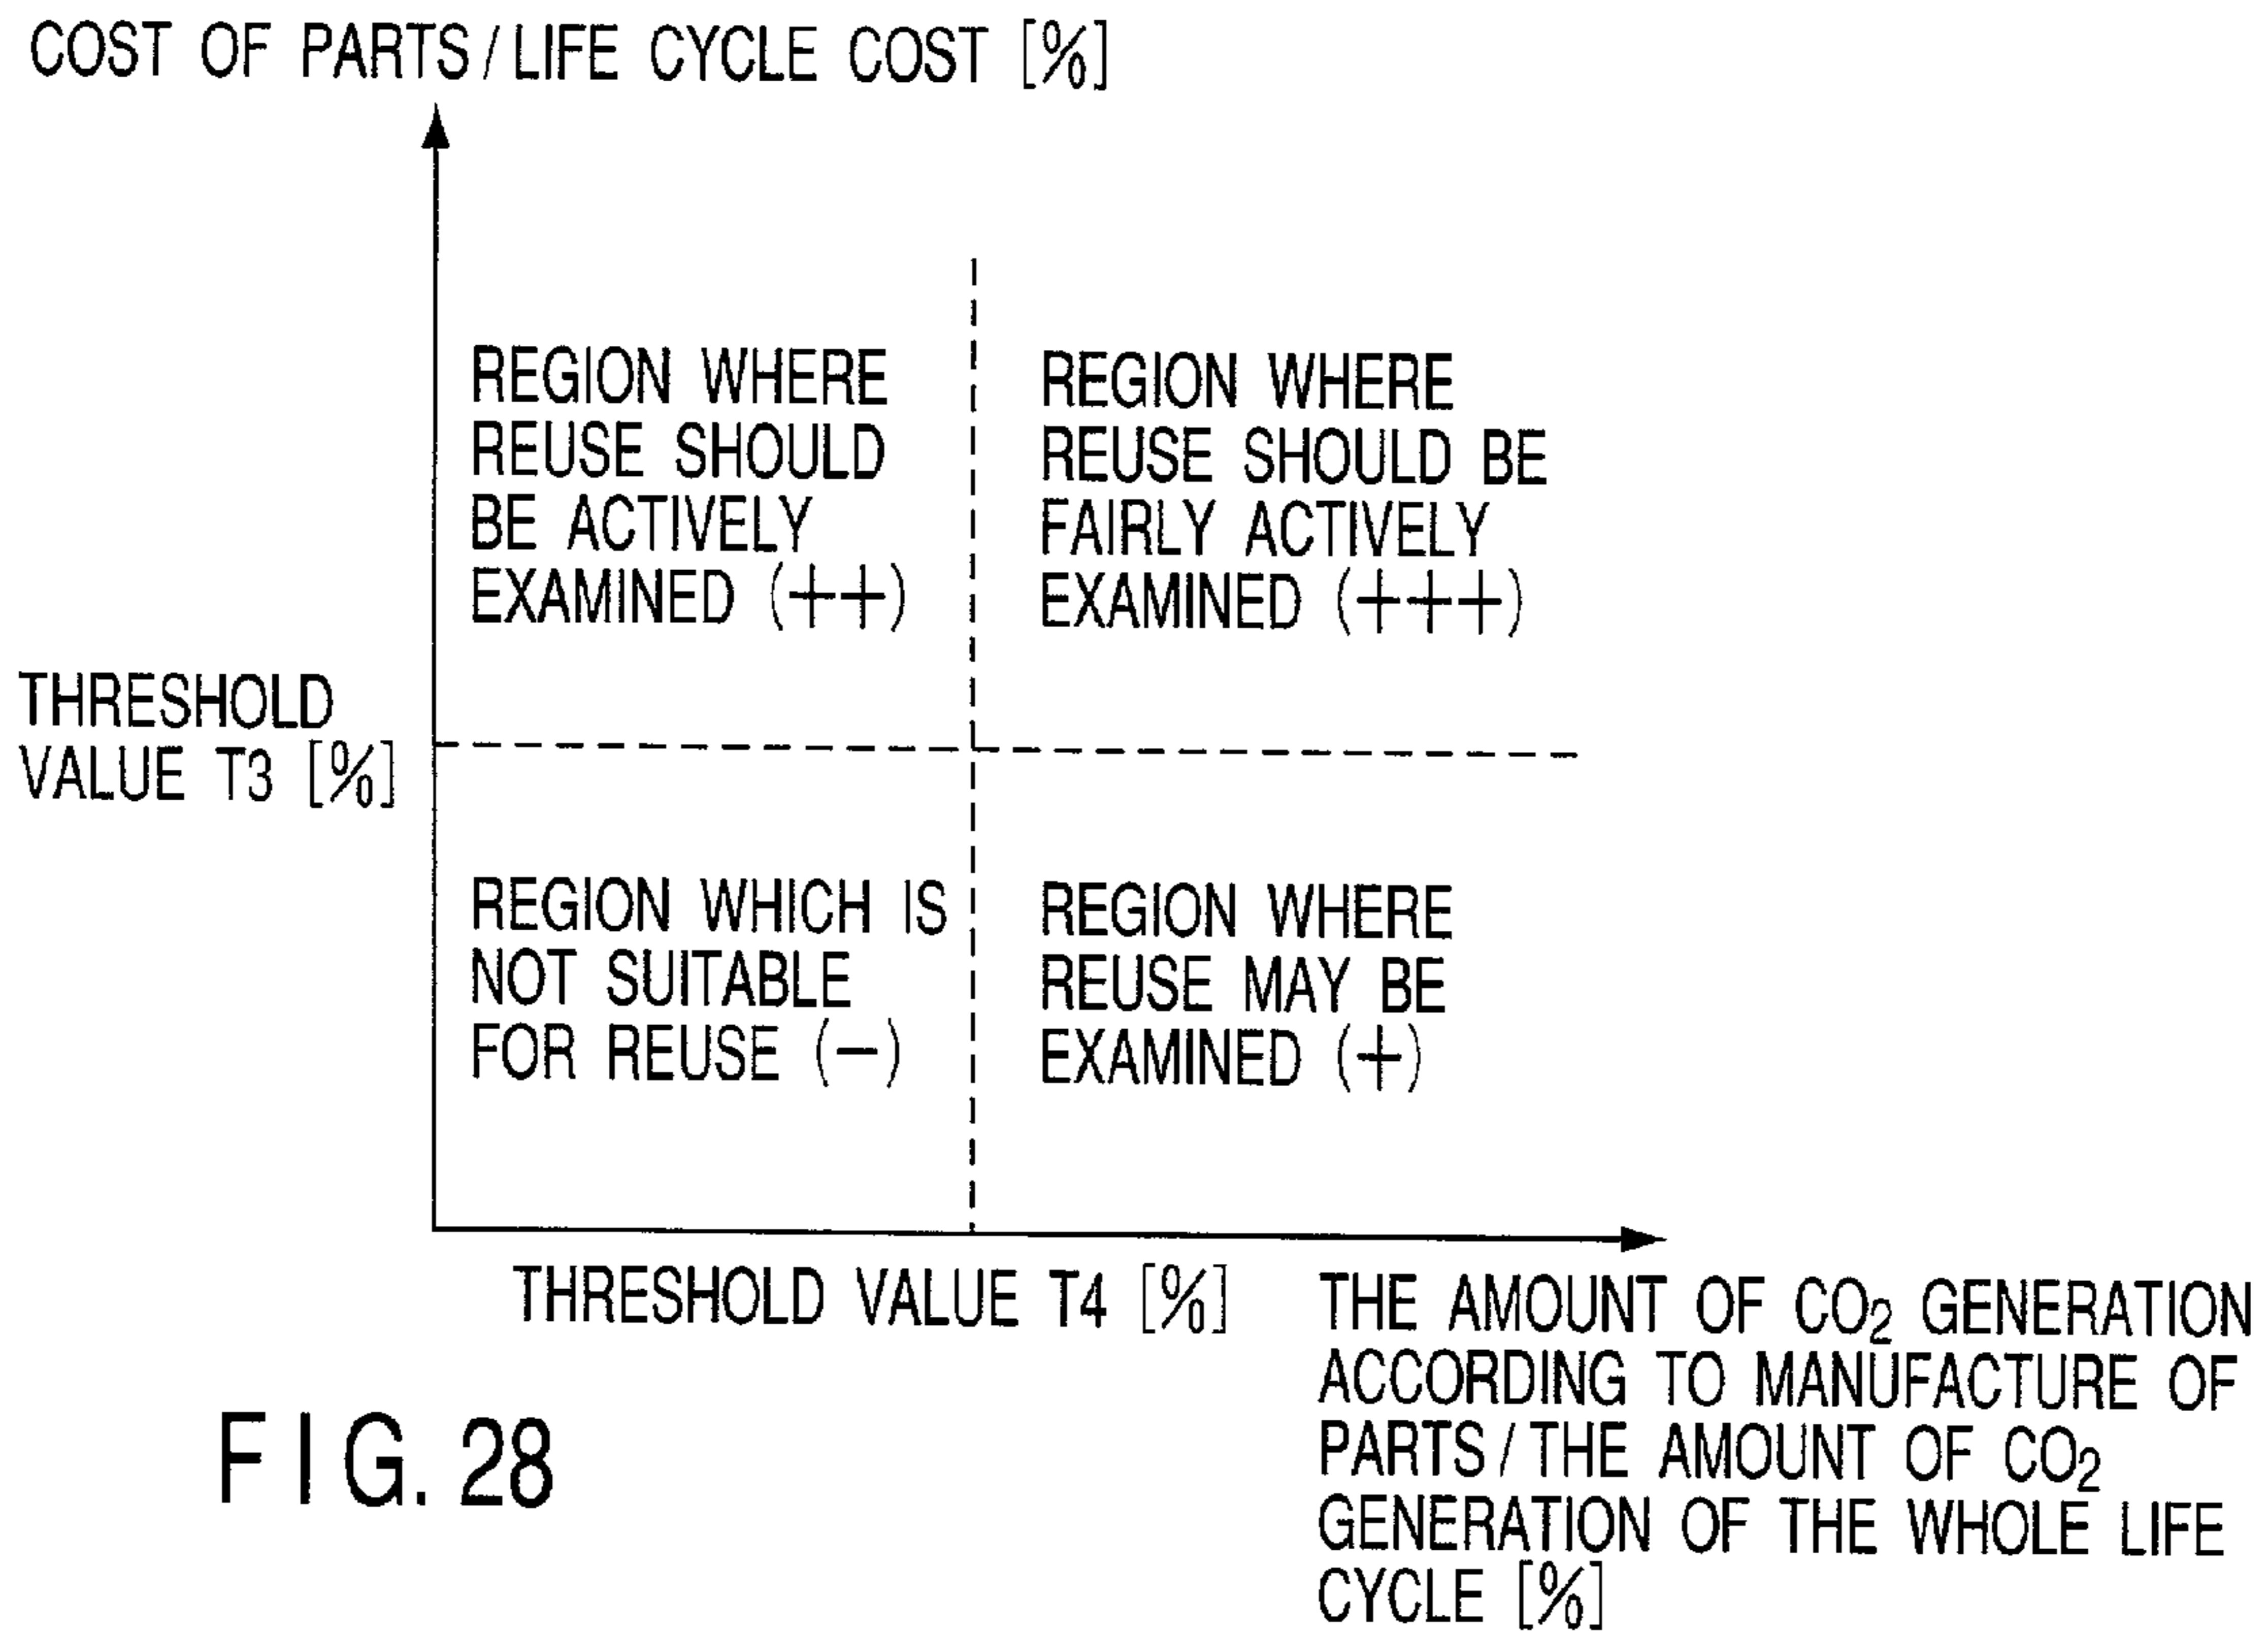 COST OF PARTS/LIFE CYCLE COST [%]
REGION WHERE
REUSE SHOULD
BE ACTIVELY
EXAMINED (++)
REGION WHERE
REUSE SHOULD BE
FAIRLY ACTIVELY
EXAMINED (+++)
THRESHOLD
VALUE T3 [%]
REGION WHICH IS
NOT SUITABLE
FOR REUSE (−)
REGION WHERE
REUSE MAY BE
EXAMINED (+)
THRESHOLD VALUE T4 [%]
THE AMOUNT OF CO₂ GENERATION
ACCORDING TO MANUFACTURE OF
PARTS/THE AMOUNT OF CO₂
GENERATION OF THE WHOLE LIFE
CYCLE [%]
FIG. 28